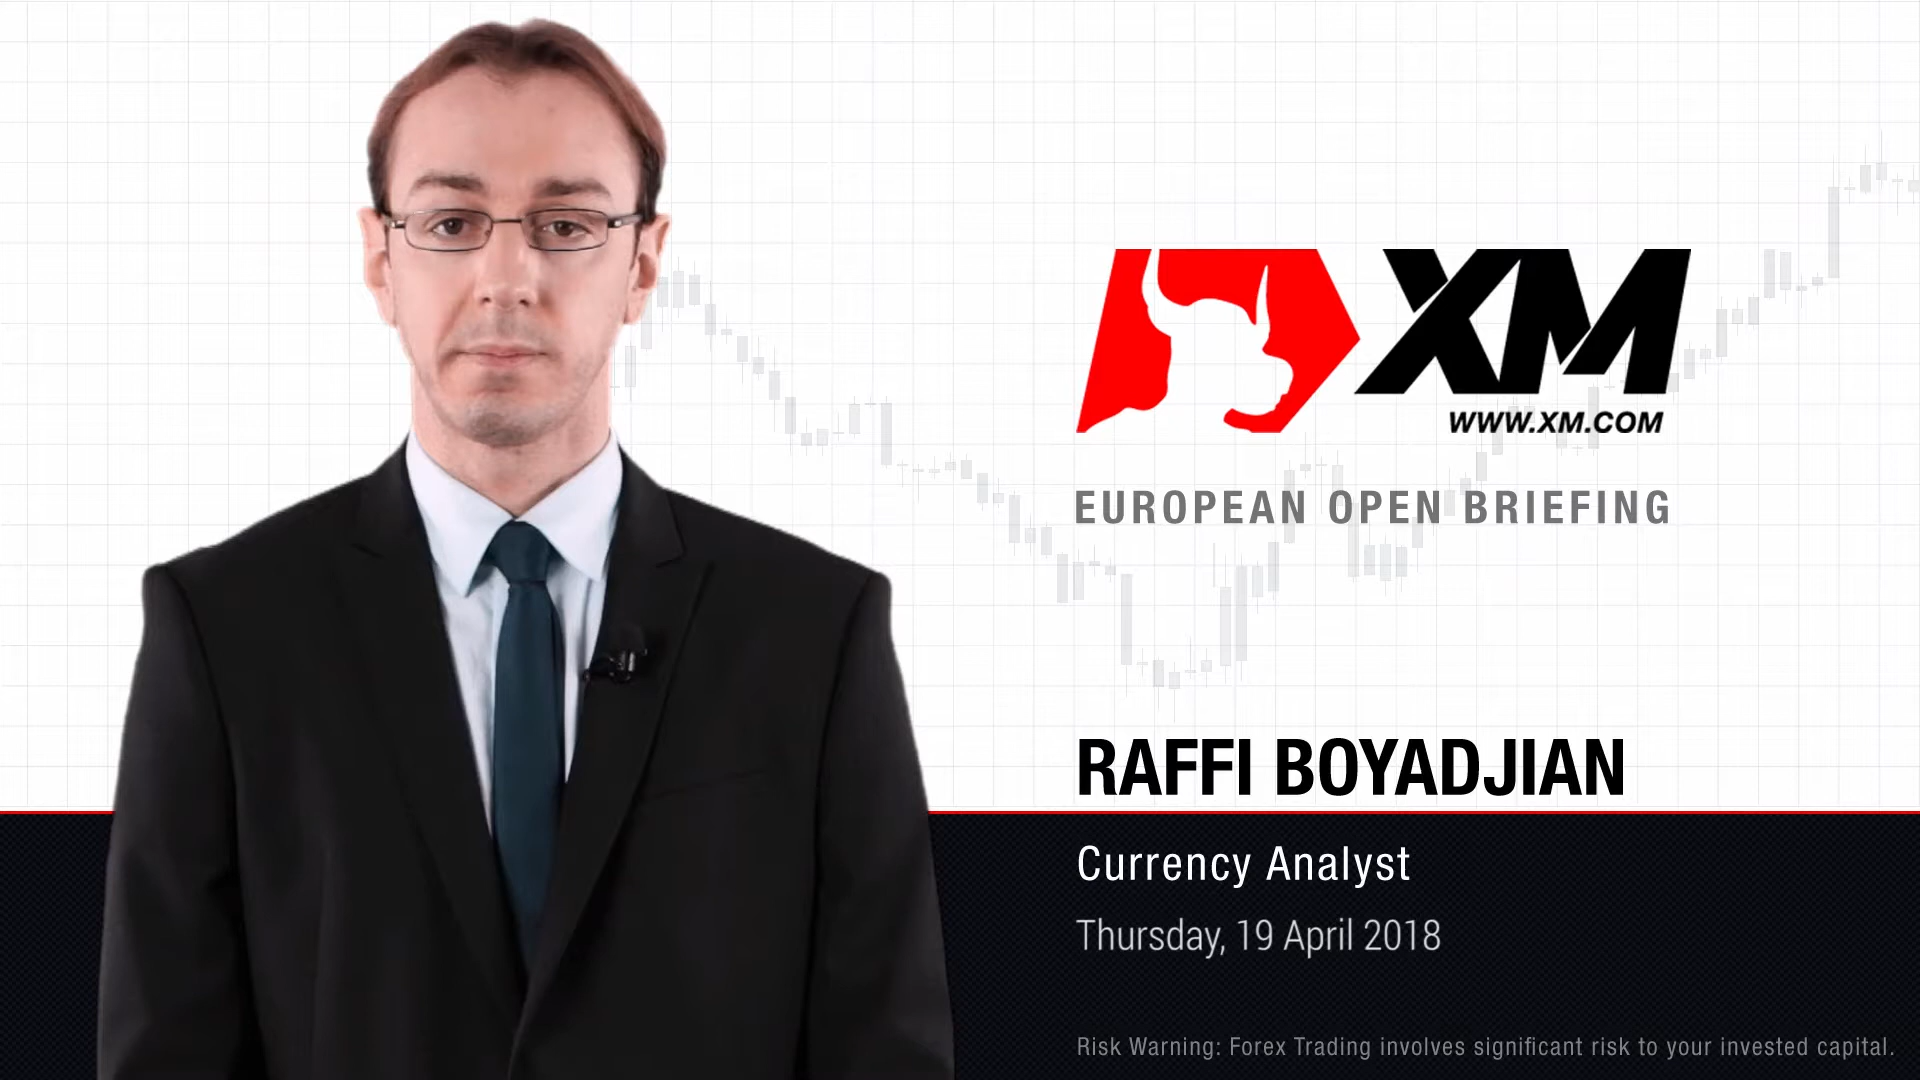 XM
WWW.XM.COM
EUROPEAN OPEN BRIEFING
RAFFI BOYADJIAN
Currency Analyst
Thursday, 19 April 2018
Risk Warning: Forex Trading involves significant risk to your invested capital.